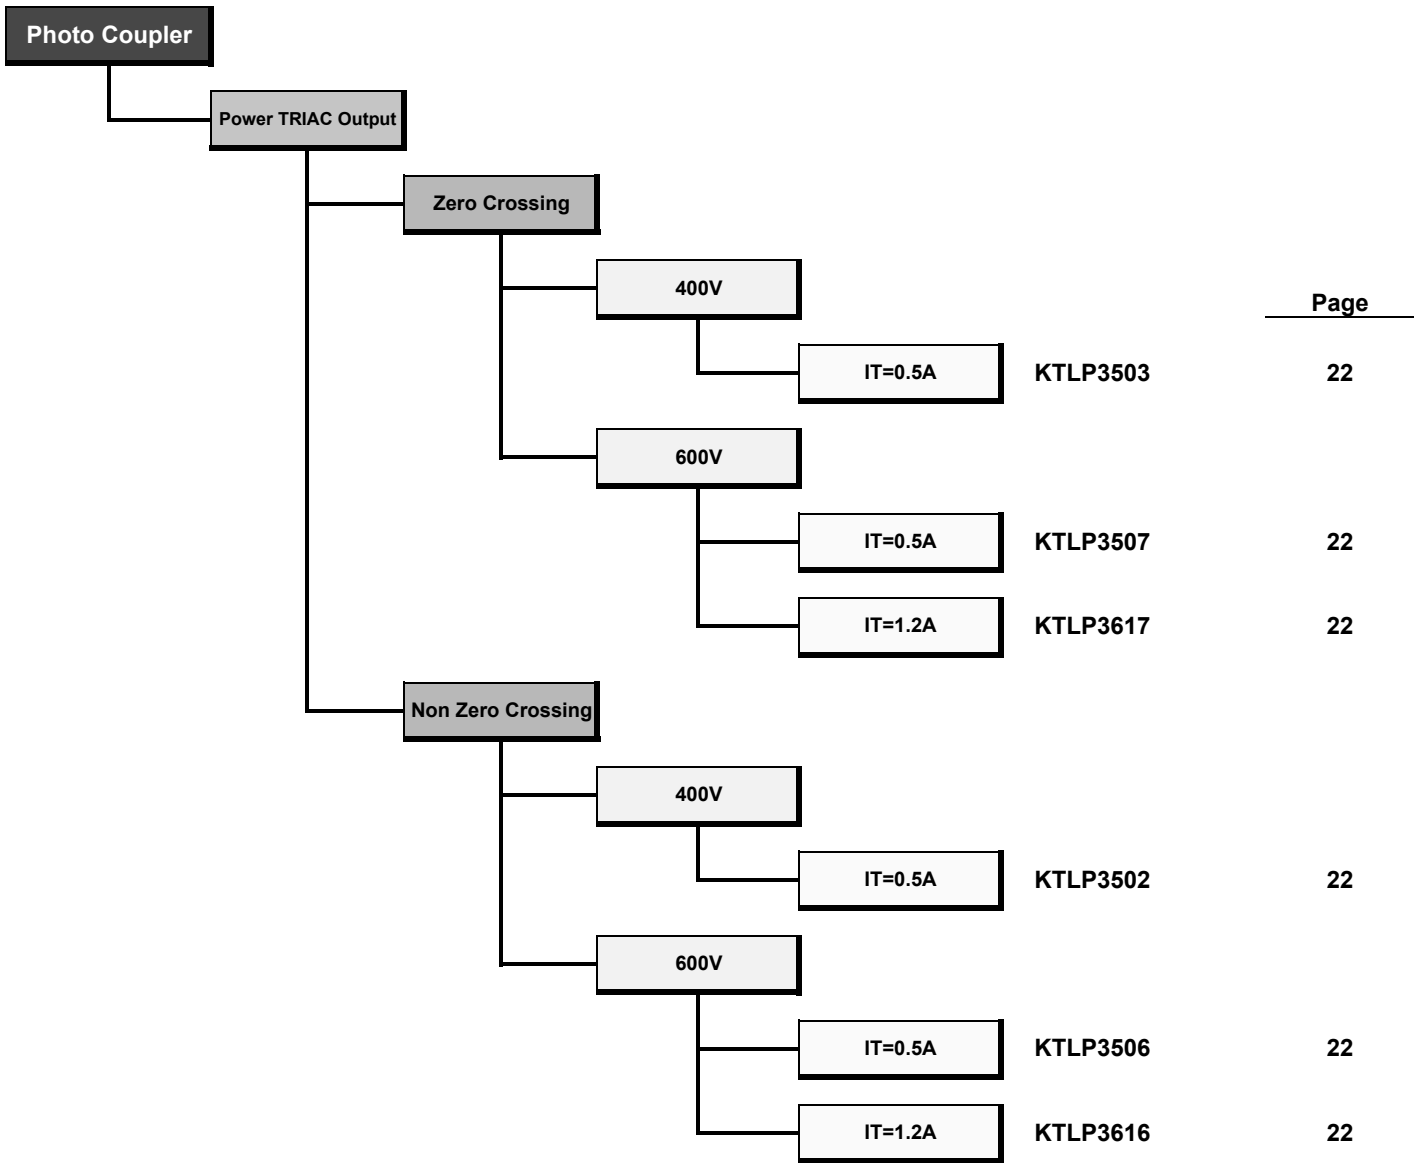 Photo Coupler
Power TRIAC Output
Zero Crossing
400V
Page
IT=0.5A KTLP3503 22
600V
IT=0.5A KTLP3507 22
IT=1.2A KTLP3617 22
Non Zero Crossing
400V
IT=0.5A KTLP3502 22
600V
IT=0.5A KTLP3506 22
IT=1.2A KTLP3616 22